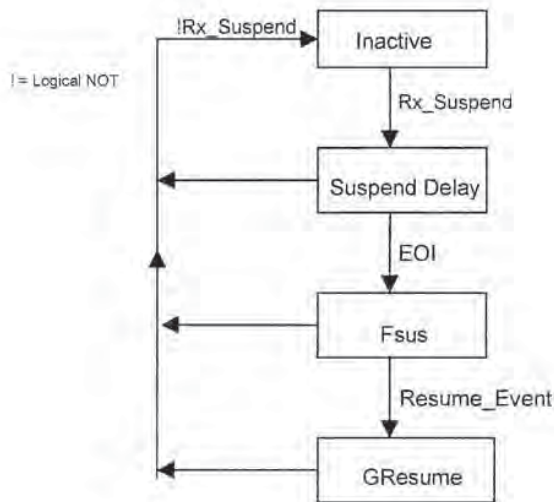 !Rx_Suspend
Inactive
! = Logical NOT
Rx_Suspend
Suspend Delay
EOI
Fsus
Resume_Event
GResume